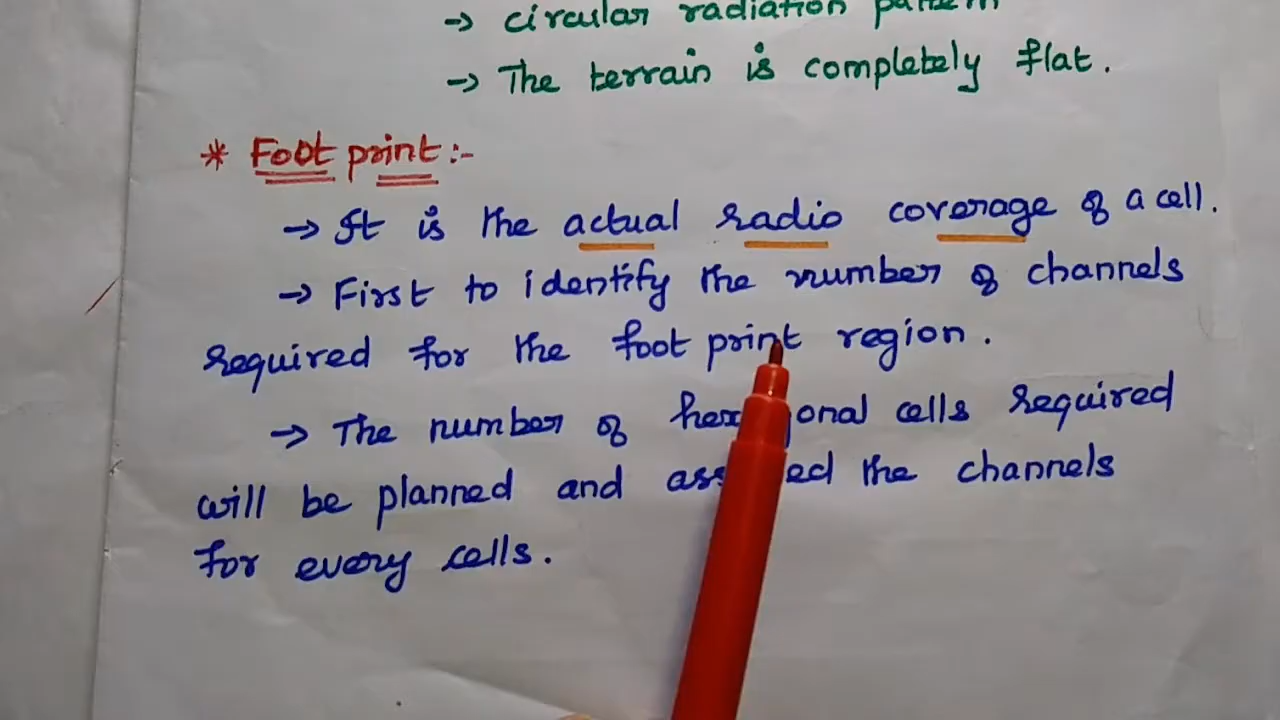 → circular radiation pattern
→ The terrain is completely flat.
* Foot print :-
→ It is the actual radio coverage of a cell.
→ First to identify the number of channels
required for the foot print region.
→ The number of hexagonal cells required
will be planned and the channels
for every cells.